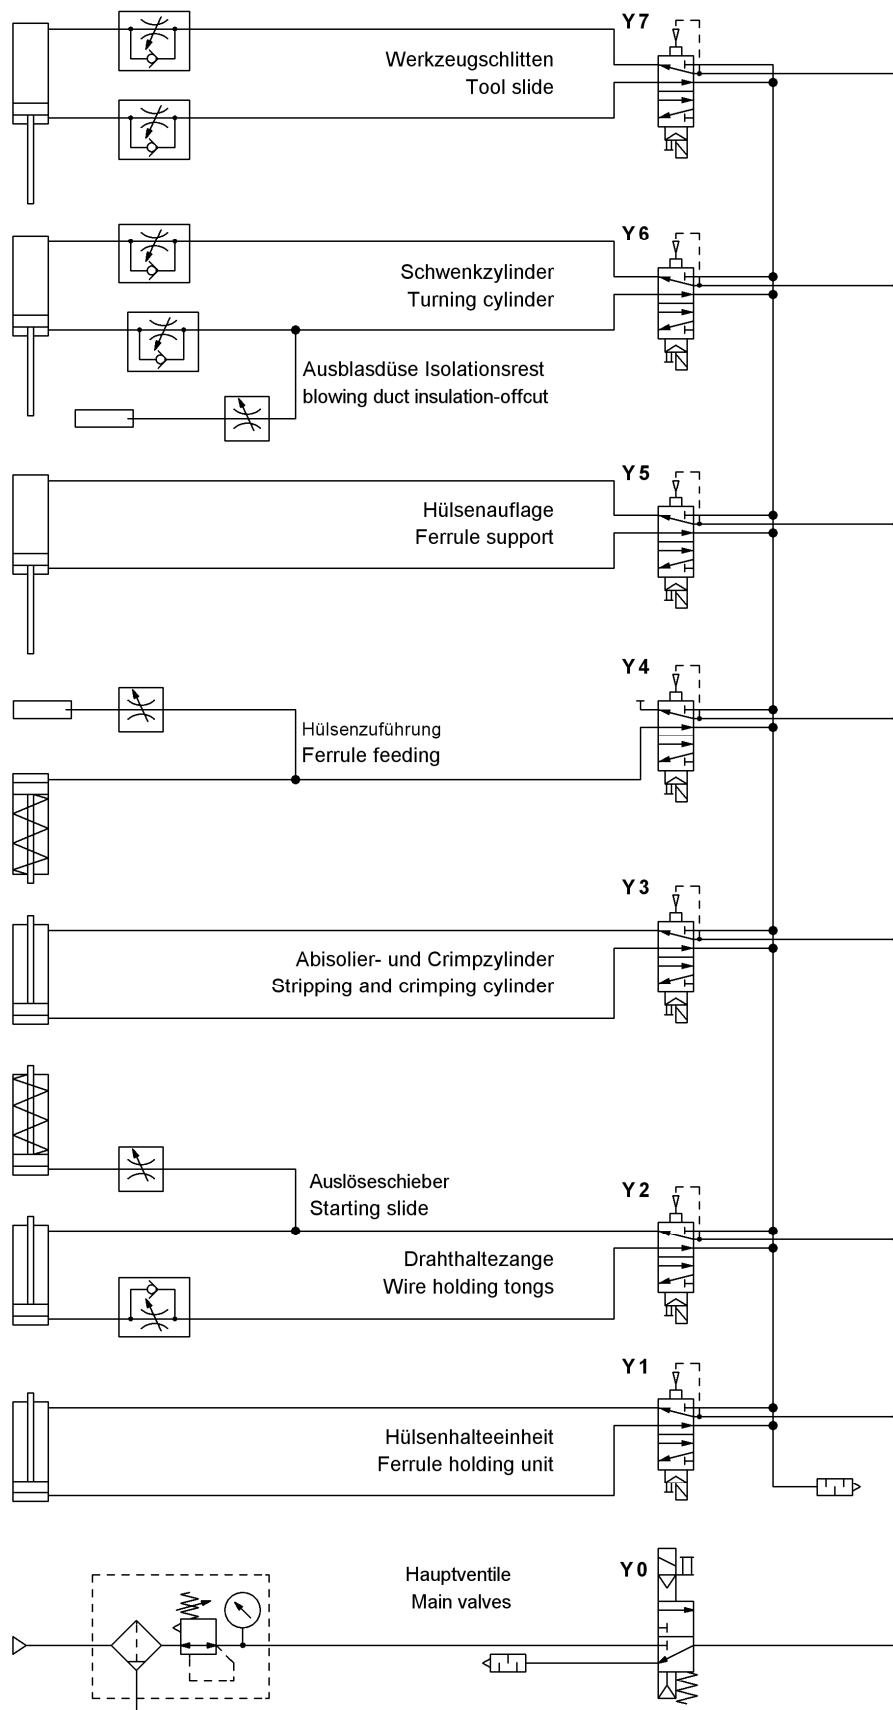 Y7
Werkzeugschlitten
Tool slide
Y6
Schwenkzylinder
Turning cylinder
Ausblasdüse Isolationsrest
blowing duct insulation-offcut
Y5
Hülsenauflage
Ferrule support
Y4
Hülsenzuführung
Ferrule feeding
Y3
Abisolier- und Crimpzylinder
Stripping and crimping cylinder
Auslöseschieber
Starting slide
Y2
Drahthaltezange
Wire holding tongs
Y1
Hülsenhalteeinheit
Ferrule holding unit
Hauptventile
Main valves
Y0